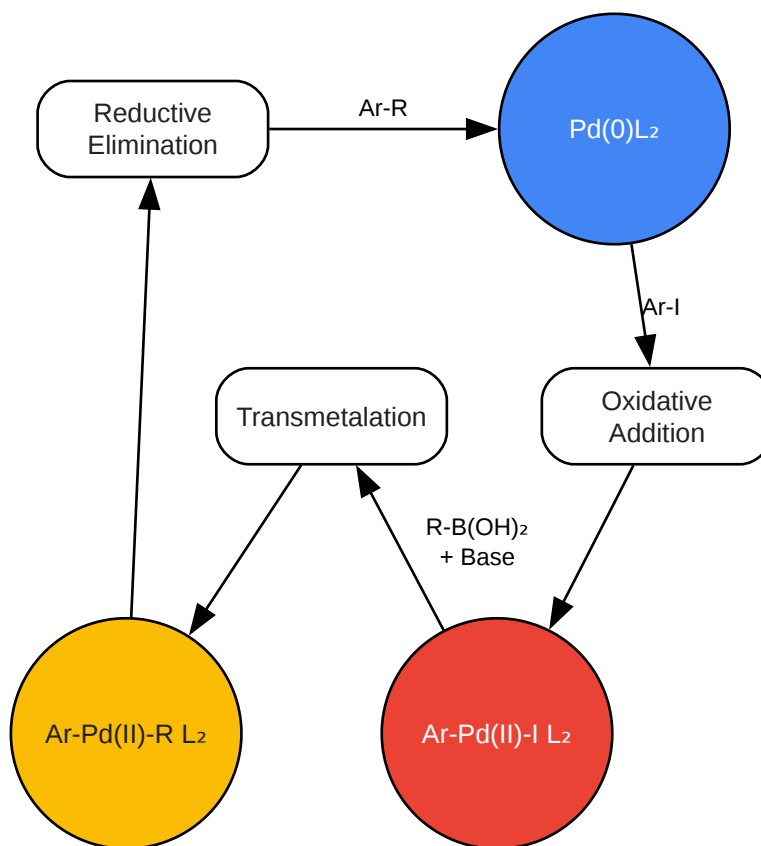 Reductive
Elimination
Ar-R
Pd(0)L₂
Ar-I
Transmetalation
Oxidative
Addition
R-B(OH)₂
+ Base
Ar-Pd(II)-R L₂
Ar-Pd(II)-I L₂